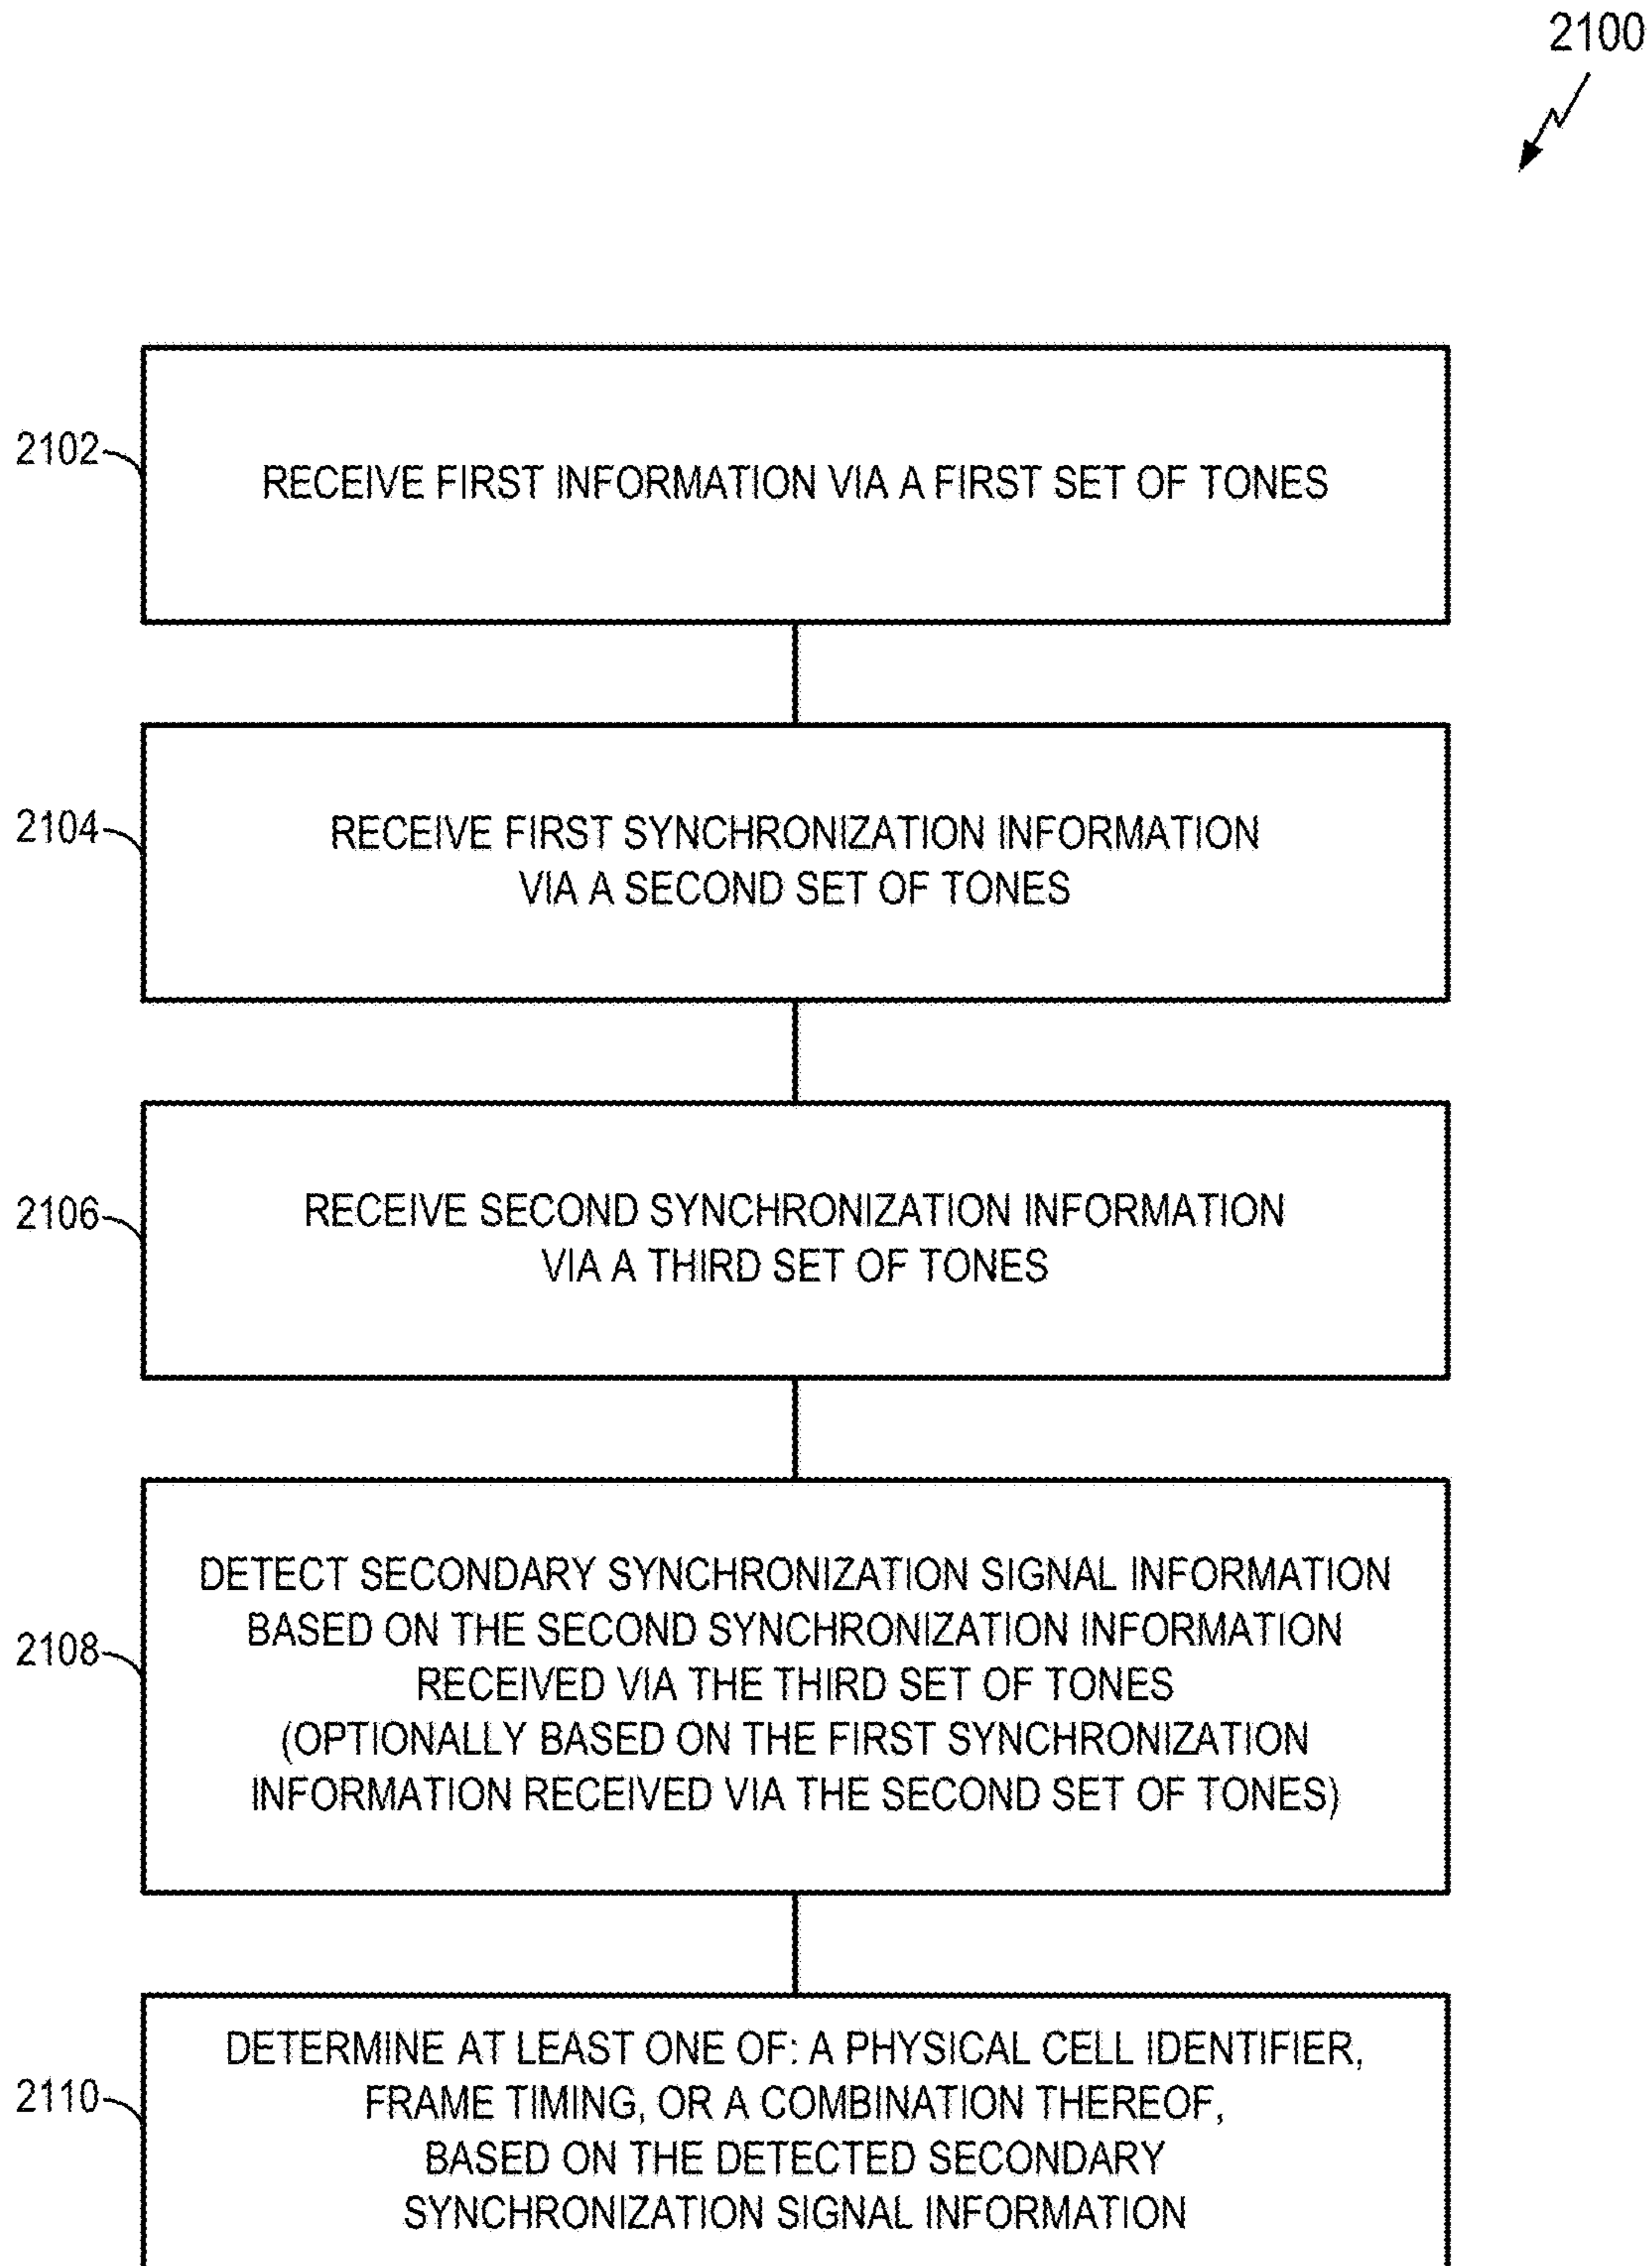 2100
2102
RECEIVE FIRST INFORMATION VIA A FIRST SET OF TONES
2104
RECEIVE FIRST SYNCHRONIZATION INFORMATION
VIA A SECOND SET OF TONES
2106
RECEIVE SECOND SYNCHRONIZATION INFORMATION
VIA A THIRD SET OF TONES
2108
DETECT SECONDARY SYNCHRONIZATION SIGNAL INFORMATION
BASED ON THE SECOND SYNCHRONIZATION INFORMATION
RECEIVED VIA THE THIRD SET OF TONES
(OPTIONALLY BASED ON THE FIRST SYNCHRONIZATION
INFORMATION RECEIVED VIA THE SECOND SET OF TONES)
2110
DETERMINE AT LEAST ONE OF: A PHYSICAL CELL IDENTIFIER,
FRAME TIMING, OR A COMBINATION THEREOF,
BASED ON THE DETECTED SECONDARY
SYNCHRONIZATION SIGNAL INFORMATION